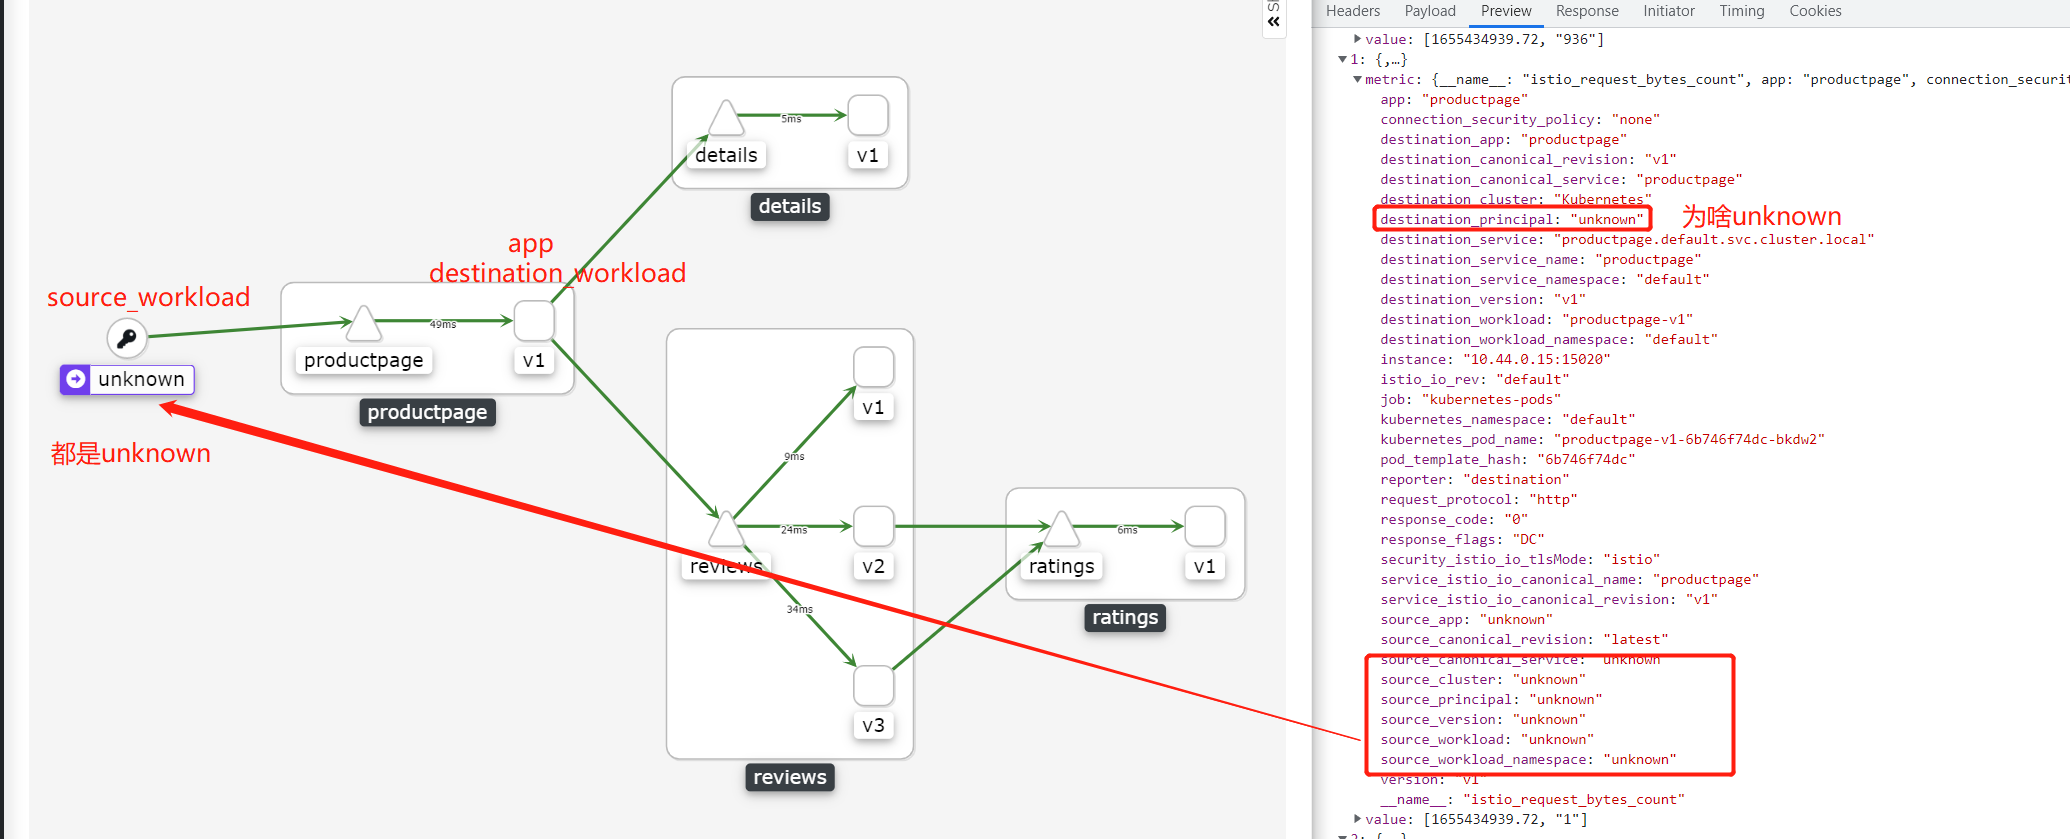 details
v1
5ms
details
app
destination_workload
source_workload
unknown
都是unknown
productpage
49ms
v1
productpage
v1
9ms
reviews
24ms
v2
34ms
v3
reviews
ratings
6ms
v1
ratings
Headers Payload Preview Response Initiator Timing Cookies
value: [1655434939.72, "936"]
1: {,…}
metric: {__name__: "istio_request_bytes_count", app: "productpage", connection_securit
app: "productpage"
connection_security_policy: "none"
destination_app: "productpage"
destination_canonical_revision: "v1"
destination_canonical_service: "productpage"
destination_cluster: "Kubernetes"
destination_principal: "unknown" 为啥unknown
destination_service: "productpage.default.svc.cluster.local"
destination_service_name: "productpage"
destination_service_namespace: "default"
destination_version: "v1"
destination_workload: "productpage-v1"
destination_workload_namespace: "default"
instance: "10.44.0.15:15020"
istio_io_rev: "default"
job: "kubernetes-pods"
kubernetes_namespace: "default"
kubernetes_pod_name: "productpage-v1-6b746f74dc-bkdw2"
pod_template_hash: "6b746f74dc"
reporter: "destination"
request_protocol: "http"
response_code: "0"
response_flags: "DC"
security_istio_io_tlsMode: "istio"
service_istio_io_canonical_name: "productpage"
service_istio_io_canonical_revision: "v1"
source_app: "unknown"
source_canonical_revision: "latest"
source_canonical_service: "unknown"
source_cluster: "unknown"
source_principal: "unknown"
source_version: "unknown"
source_workload: "unknown"
source_workload_namespace: "unknown"
version: "v1"
__name__: "istio_request_bytes_count"
value: [1655434939.72, "1"]